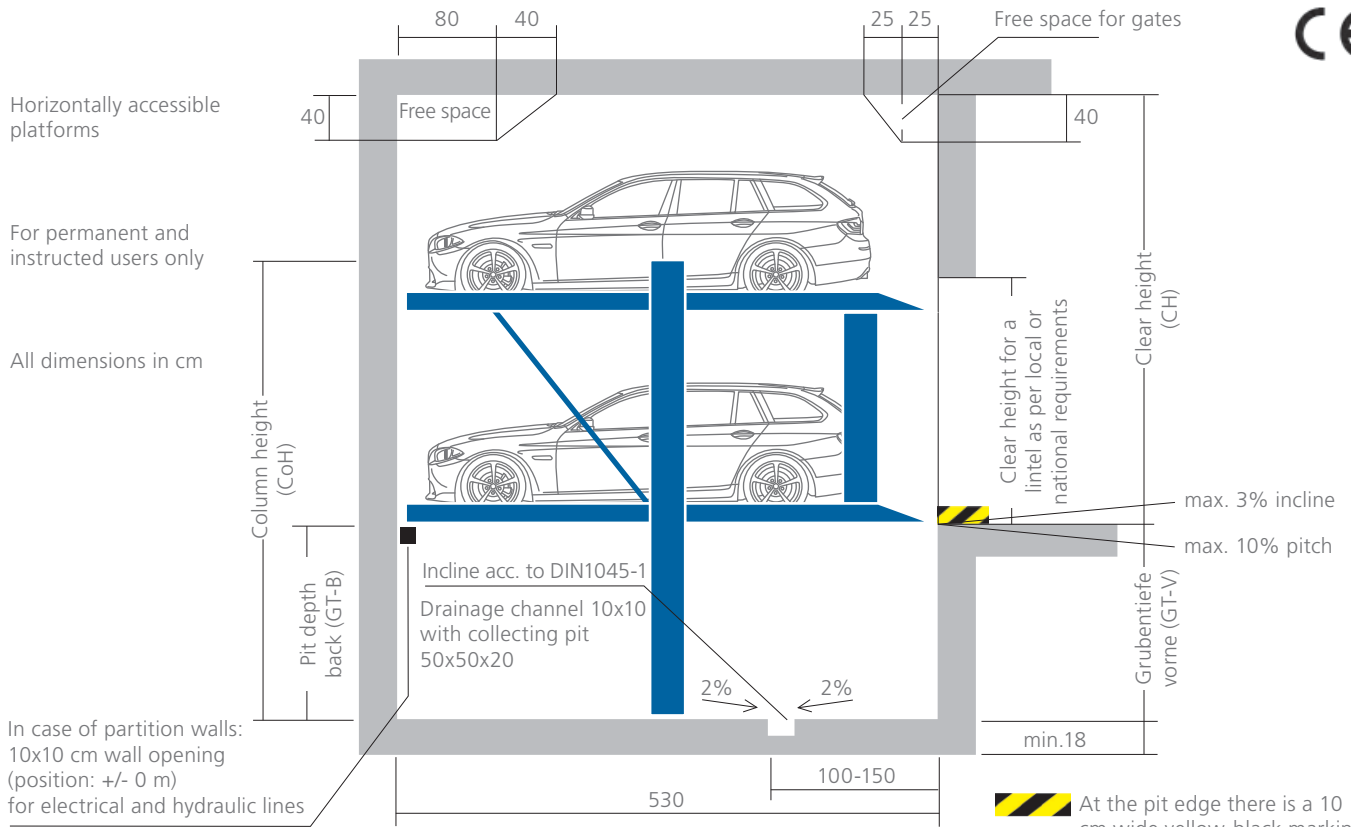 80
40
25
25
Free space for gates
CE
Horizontally accessible
platforms
40
Free space
40
For permanent and
instructed users only
All dimensions in cm
Column height
(CoH)
Clear height
(CH)
Clear height for a
lintel as per local or
national requirements
max. 3% incline
max. 10% pitch
Pit depth
back (GT-B)
Incline acc. to DIN1045-1
Drainage channel 10x10
with collecting pit
50x50x20
Grubentiefe
vorne (GT-V)
2%
2%
In case of partition walls:
10x10 cm wall opening
(position: +/- 0 m)
for electrical and hydraulic lines
min.18
100-150
530
At the pit edge there is a 10
cm wide yellow-black